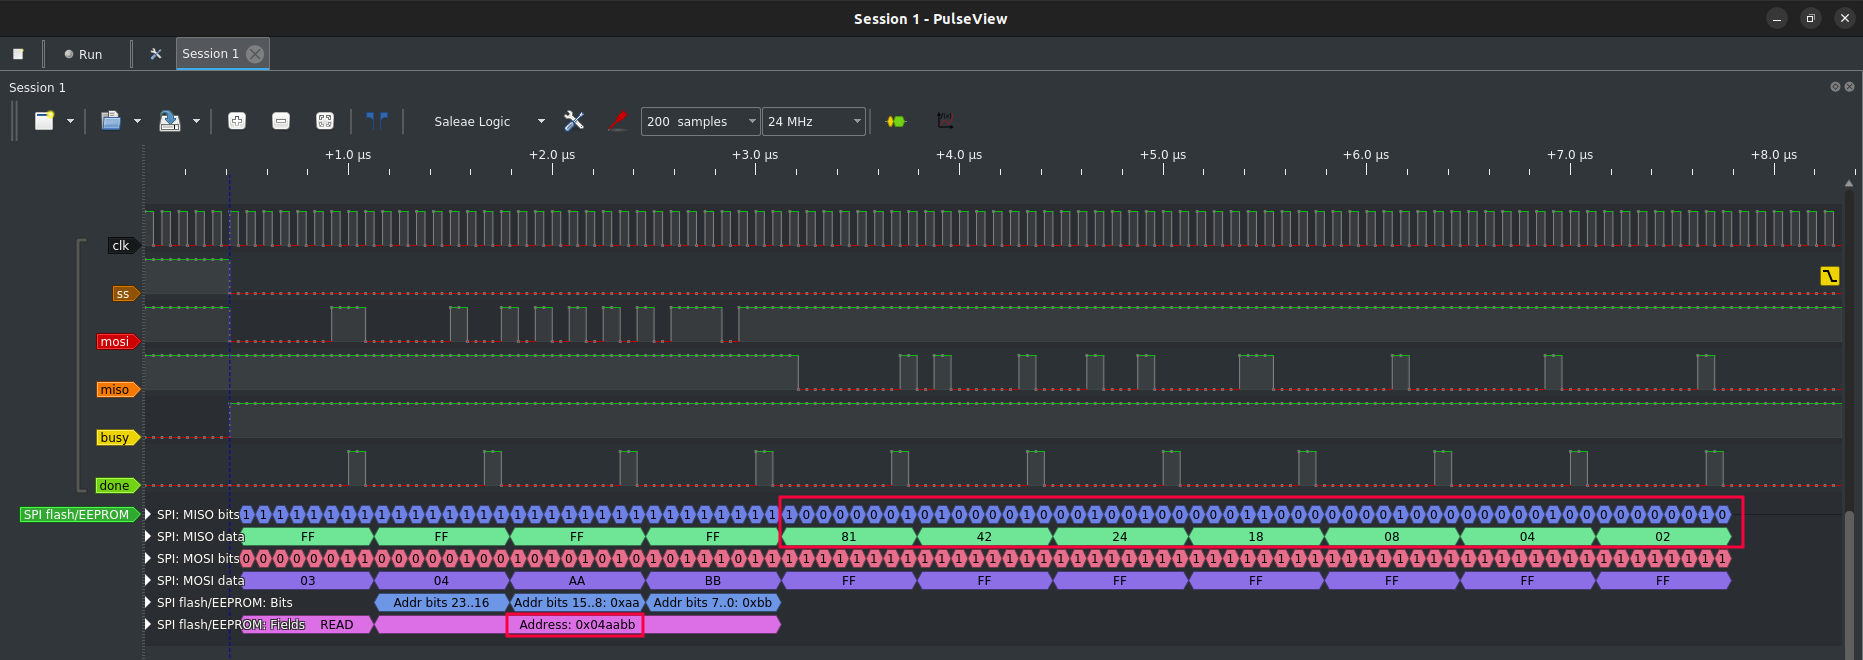 Session 1 - PulseView
Run
Session 1
Session 1
Saleae Logic
200 samples
24 MHz
+1.0 µs +2.0 µs +3.0 µs +4.0 µs +5.0 µs +6.0 µs +7.0 µs +8.0 µs
clk
ss
mosi
miso
busy
done
SPI flash/EEPROM
SPI: MISO bits 1 1 1 1 1 1 1 1 1 1 1 1 1 1 1 1 1 1 1 1 1 1 1 1 1 1 1 1 1 1 1 1 1 0 0 0 0 0 0 1 0 1 0 0 0 0 1 0 0 0 1 0 0 1 0 0 0 0 0 1 1 0 0 0 0 0 0 0 1 0 0 0 0 0 0 0 0 1 0 0 0 0 0 0 0 0 1 0
SPI: MISO data FF FF FF FF 81 42 24 18 08 04 02
SPI: MOSI bits 0 0 0 0 0 0 1 1 0 0 0 0 0 1 0 0 1 0 1 0 1 0 1 0 1 0 1 1 1 0 1 1 1 1 1 1 1 1 1 1 1 1 1 1 1 1 1 1 1 1 1 1 1 1 1 1 1 1 1 1 1 1 1 1 1 1 1 1 1 1 1 1 1 1 1 1 1 1 1 1 1 1 1 1 1 1 1 1
SPI: MOSI data 03 04 AA BB FF FF FF FF FF FF FF
SPI flash/EEPROM: Bits Addr bits 23..16 Addr bits 15..8: 0xaa Addr bits 7..0: 0xbb
SPI flash/EEPROM: Fields READ Address: 0x04aabb